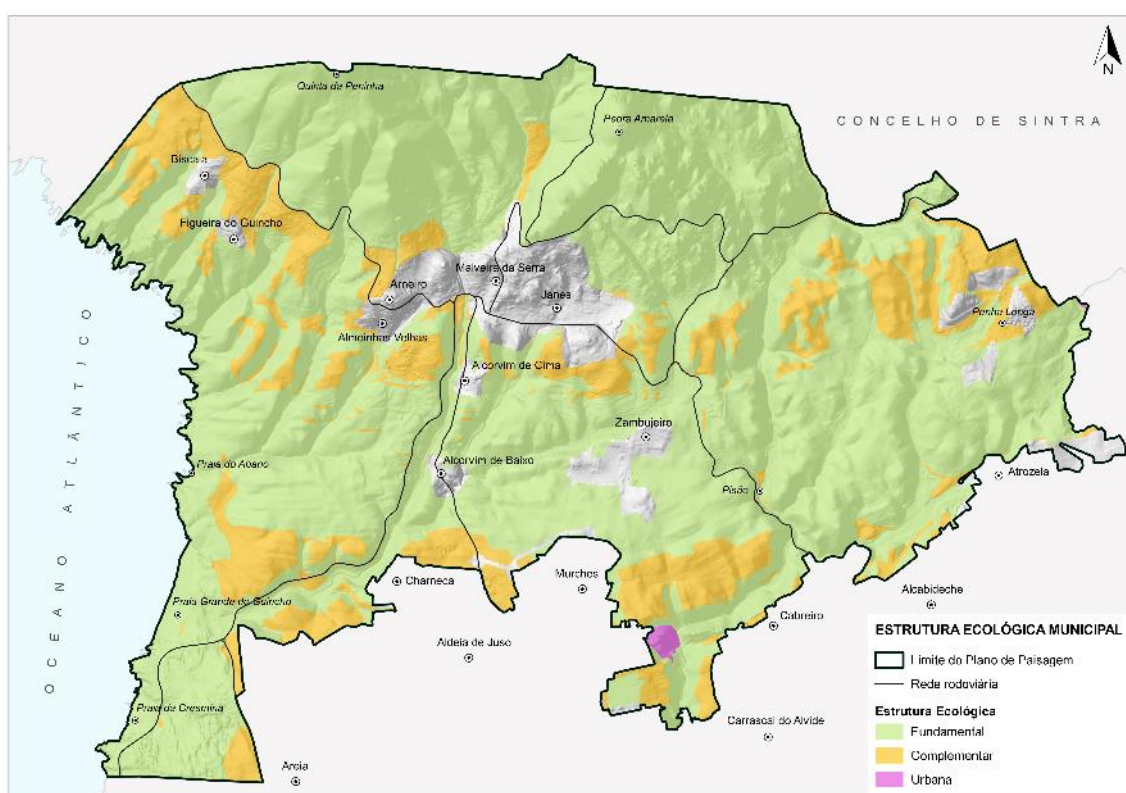 N
CONCELHO DE SINTRA
Quinta da Peninha
Pedra Amarela
Biscaia
Figueira do Guincho
Malveira da Serra
Arneiro
Janes
Almoinhas Velhas
Penha Longa
Alcorvim de Cima
Zambujeiro
OCEANO ATLÂNTICO
Praia do Abano
Alcorvim de Baixo
Pisão
Atrozela
Charneca
Murches
Alcabideche
Praia Grande do Guincho
Cabreiro
Aldeia de Juso
Praia da Cresmina
Carrascal do Alvide
Areia
ESTRUTURA ECOLÓGICA MUNICIPAL
Limite do Plano de Paisagem
Rede rodoviária
Estrutura Ecológica
Fundamental
Complementar
Urbana